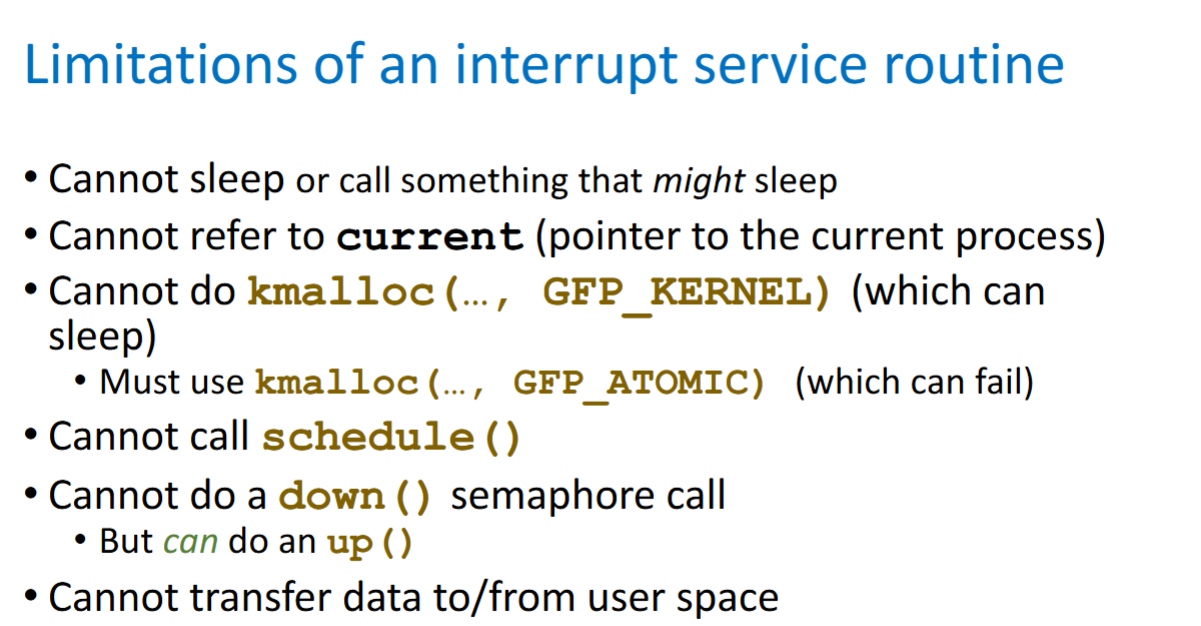 Limitations of an interrupt service routine
• Cannot sleep or call something that might sleep
• Cannot refer to current (pointer to the current process)
• Cannot do kmalloc(…, GFP_KERNEL) (which can
sleep)
• Must use kmalloc(…, GFP_ATOMIC) (which can fail)
• Cannot call schedule()
• Cannot do a down() semaphore call
• But can do an up()
• Cannot transfer data to/from user space